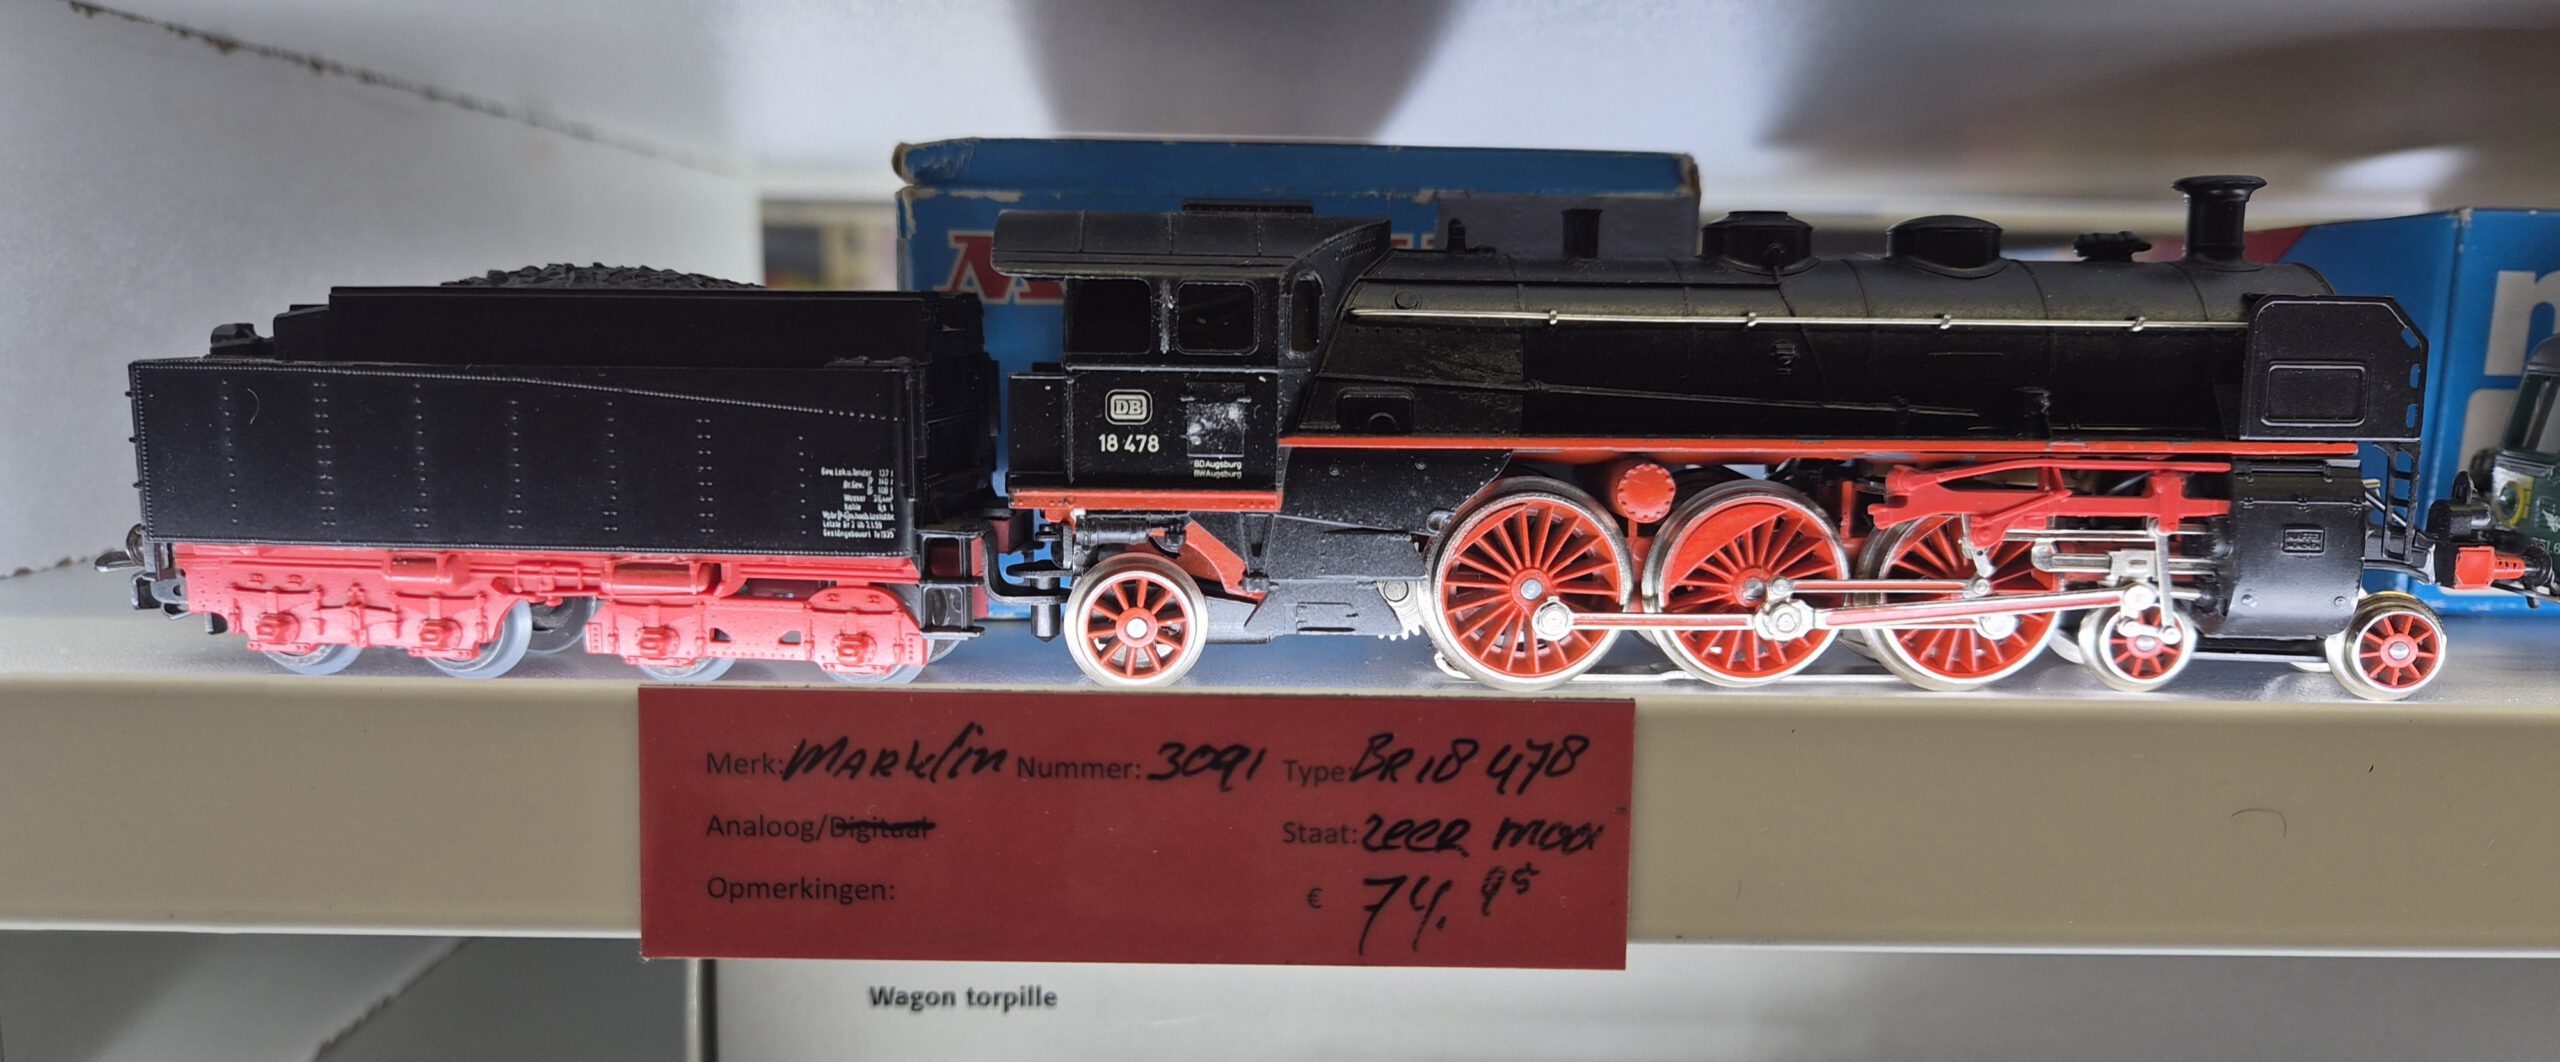 DB
18 478
BD Augsburg
BW Augsburg
Merk: Marklin Nummer: 3091 Type: BR 18 478
Analoog/Digitaal
Staat: zeer mooi
Opmerkingen:
€ 74.95
Wagon torpille